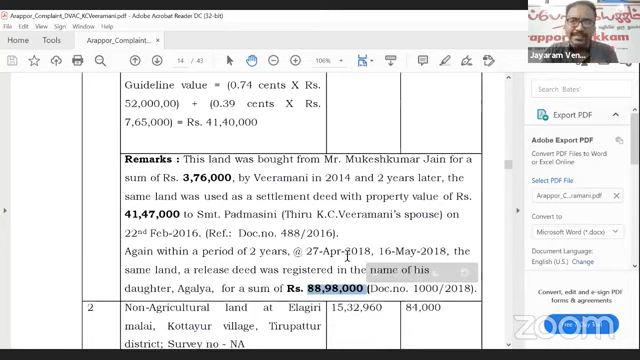 Arappor_Complaint_DVAC_KCVeeramani.pdf - Adobe Acrobat Reader DC (32-bit)
File Edit View Sign Window Help
Home Tools Arappor_Complaint... ×
14 / 43 106%
Guideline value = (0.74 cents X Rs.
52,000,00) + (0.39 cents X Rs.
7,65,000) = Rs. 41,40,000
Remarks : This land was bought from Mr. Mukeshkumar Jain for a
sum of Rs. 3,76,000, by Veeramani in 2014 and 2 years later, the
same land was used as a settlement deed with property value of Rs.
41,47,000 to Smt. Padmasini (Thiru K.C.Veeramani's spouse) on
22nd Feb-2016. (Ref.: Doc.no. 488/2016).
Again within a period of 2 years, @ 27-Apr-2018, 16-May-2018, the
same land, a release deed was registered in the name of his
daughter, Agalya, for a sum of Rs. 88,98,000 (Doc.no. 1000/2018).
2 Non-Agricultural land at Elagiri 15,32,960 84,000
malai, Kottayur village, Tirupattur
district; Survey no - NA
Jayaram Ven...
Search 'Bates'
Export PDF
Adobe Export PDF
Convert PDF Files to Word
or Excel Online
Select PDF File
Arappor_C...ramani.pdf ×
Convert to
Microsoft Word (*.docx)
Document Language:
English (U.S.) Change
Convert, edit and e-sign PDF
forms & agreements
Free 7-Day Trial
LIVE
zoom